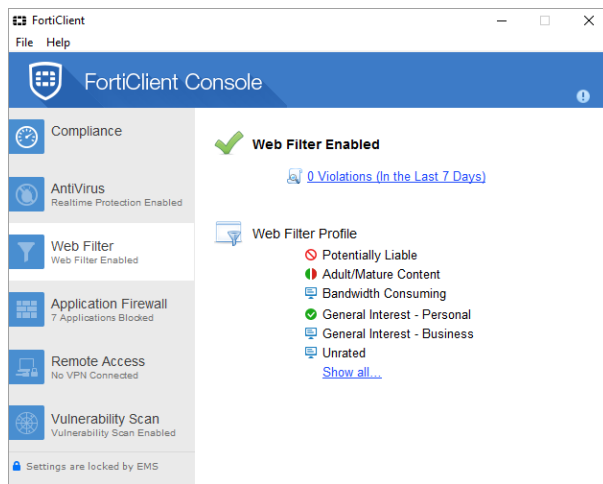 FortiClient
File Help
FortiClient Console
Compliance
AntiVirus
Realtime Protection Enabled
Web Filter
Web Filter Enabled
Application Firewall
7 Applications Blocked
Remote Access
No VPN Connected
Vulnerability Scan
Vulnerability Scan Enabled
Settings are locked by EMS
Web Filter Enabled
0 Violations (In the Last 7 Days)
Web Filter Profile
Potentially Liable
Adult/Mature Content
Bandwidth Consuming
General Interest - Personal
General Interest - Business
Unrated
Show all...